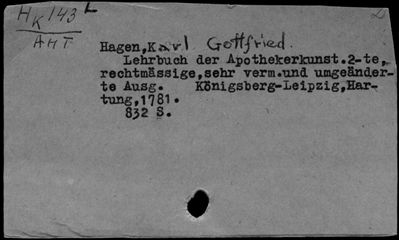 HK 143 L
AHT
Hagen,Karl Gottfried.
Lehrbuch der Apothekerkunst.2-te,
rechtmässige,sehr verm.und umgeänder-
te Ausg. Königsberg-Leipzig,Har-
tung,1781.
832 S.